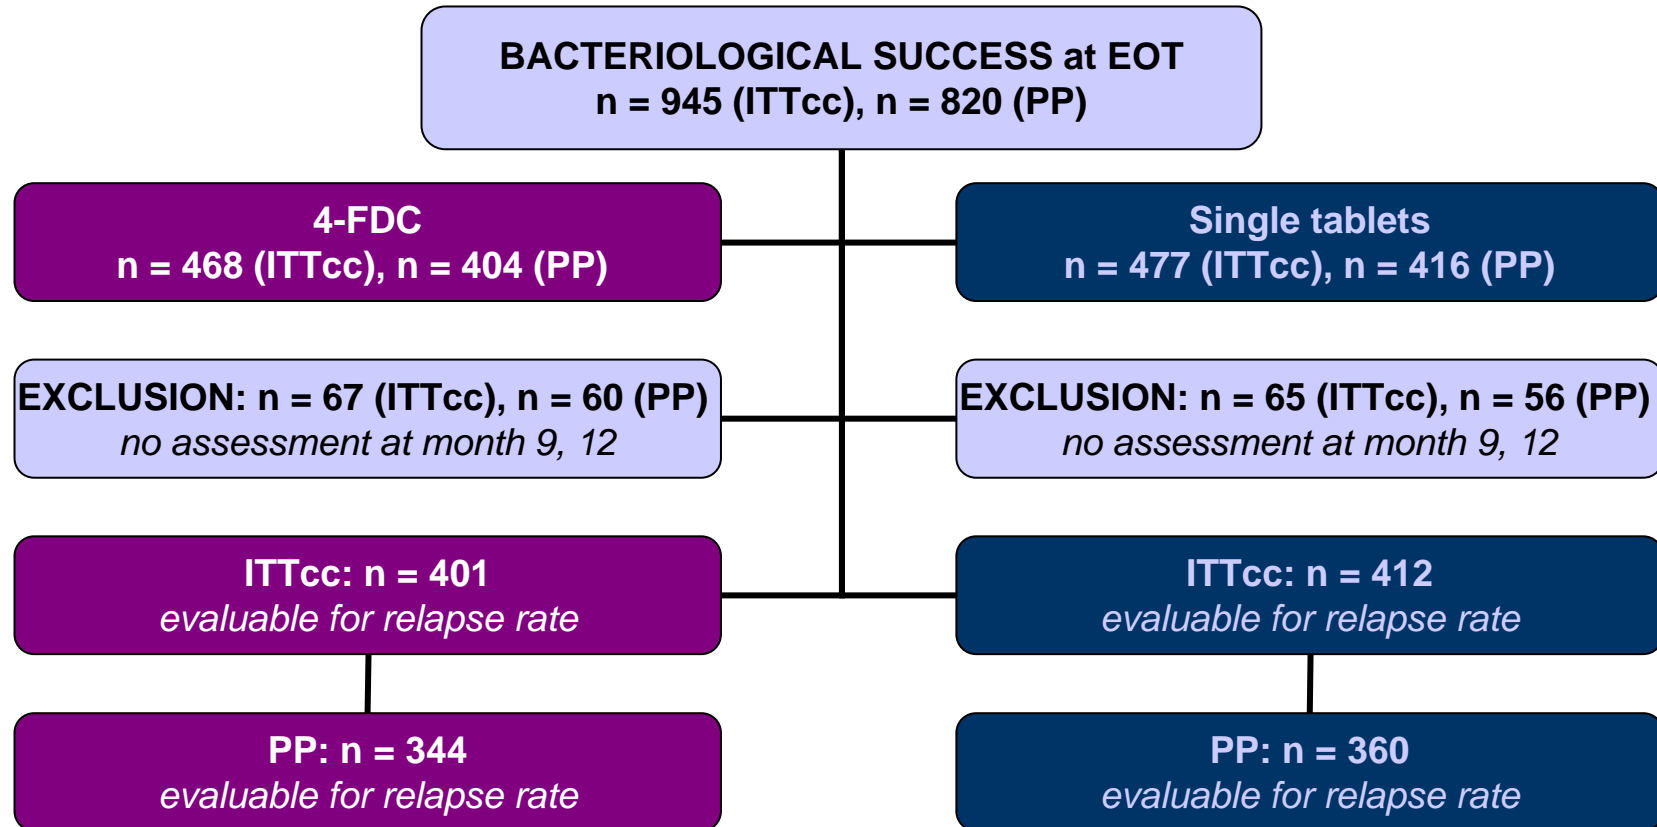 BACTERIOLOGICAL SUCCESS at EOT
n = 945 (ITTcc), n = 820 (PP)
4-FDC
n = 468 (ITTcc), n = 404 (PP)
Single tablets
n = 477 (ITTcc), n = 416 (PP)
EXCLUSION: n = 67 (ITTcc), n = 60 (PP)
no assessment at month 9, 12
EXCLUSION: n = 65 (ITTcc), n = 56 (PP)
no assessment at month 9, 12
ITTcc: n = 401
evaluable for relapse rate
ITTcc: n = 412
evaluable for relapse rate
PP: n = 344
evaluable for relapse rate
PP: n = 360
evaluable for relapse rate